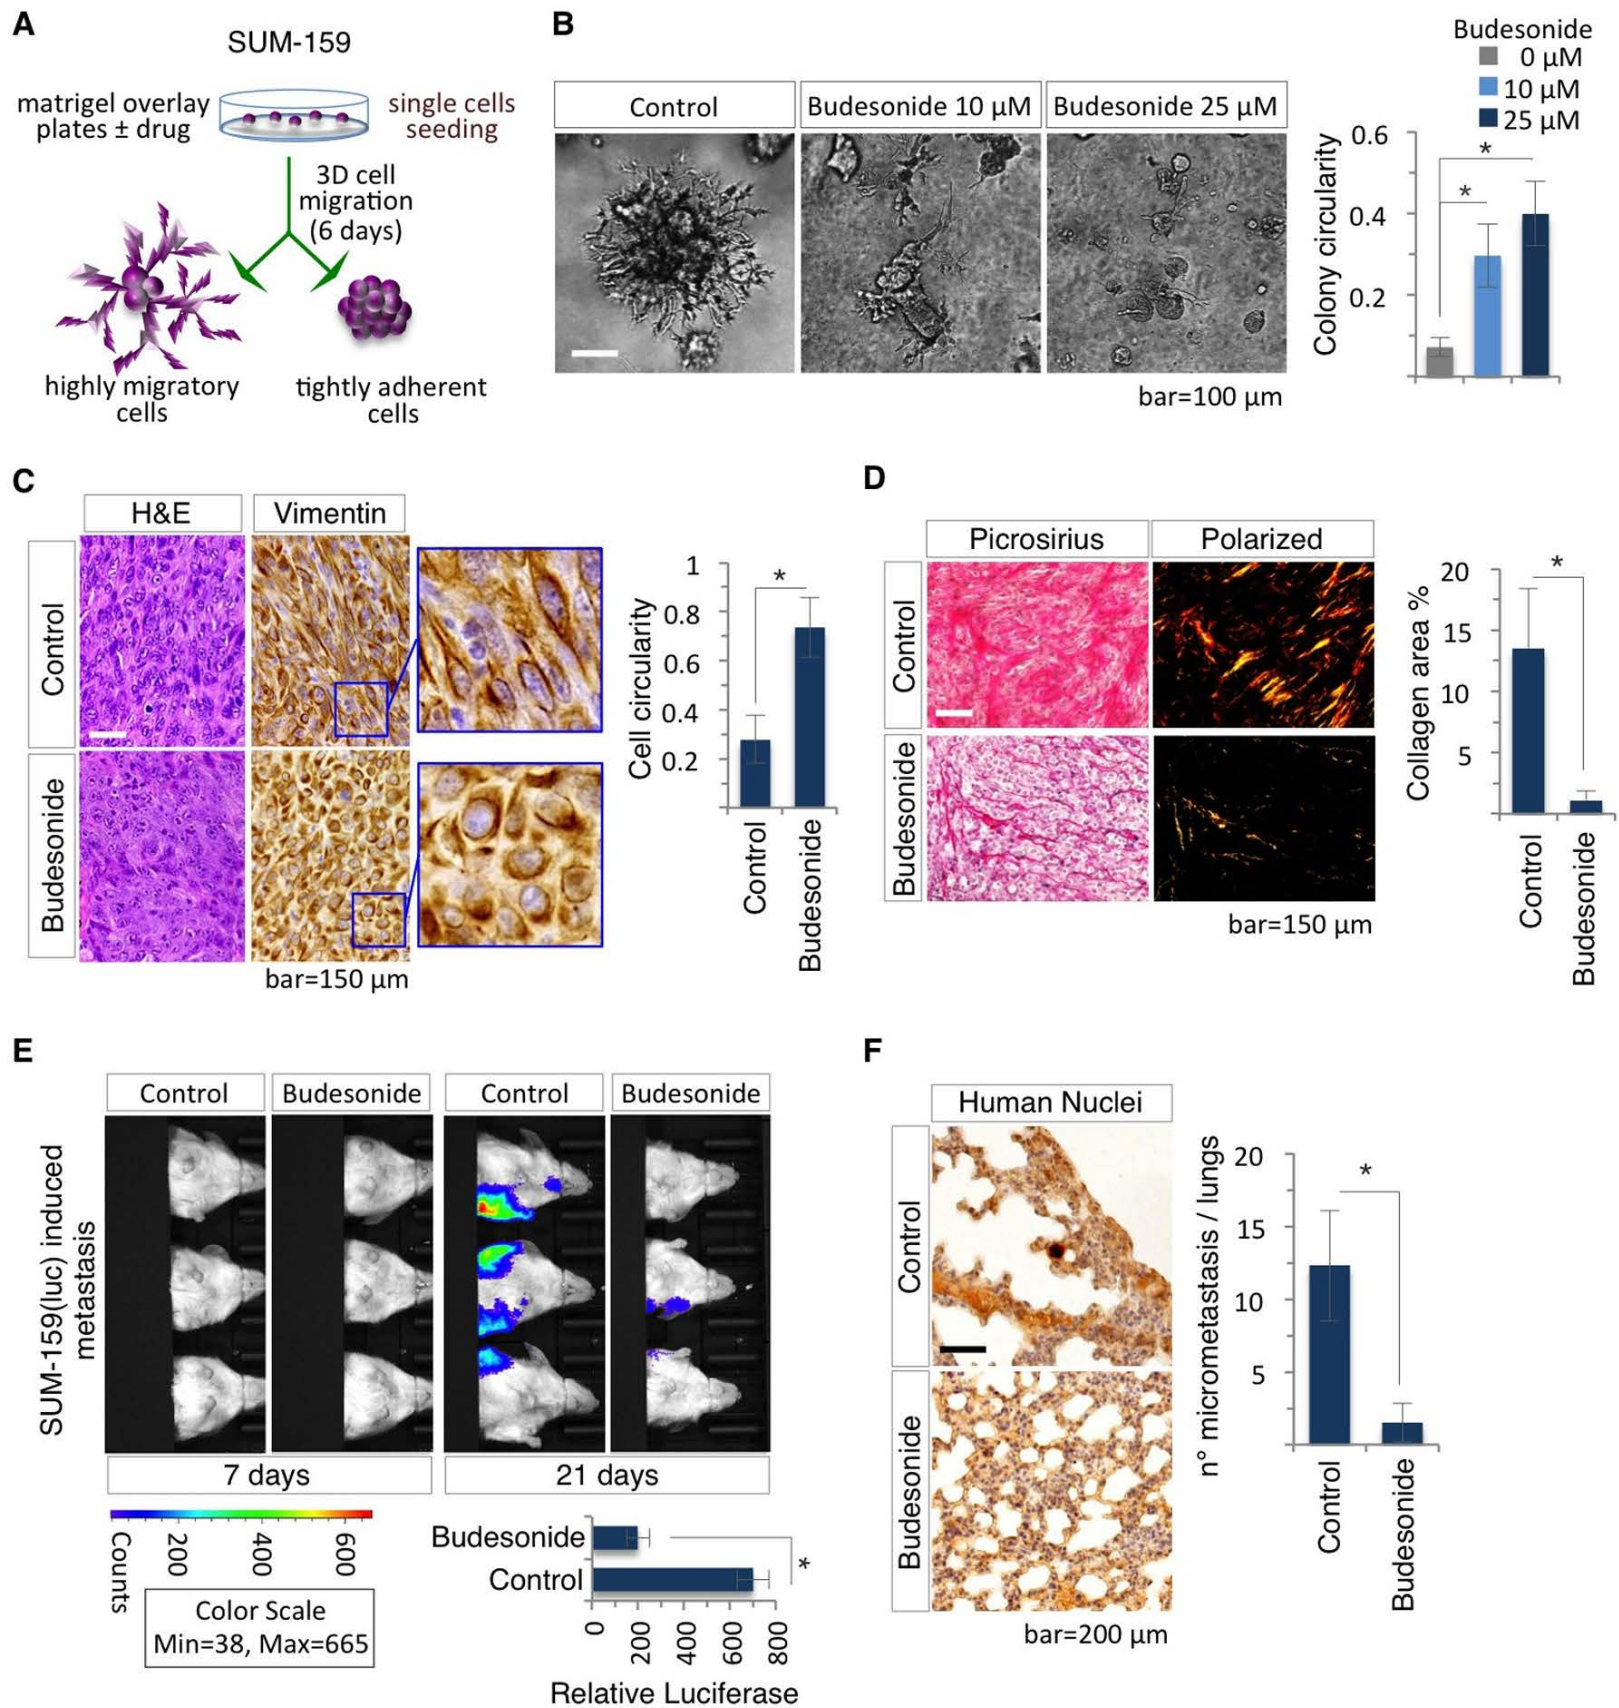 A
SUM-159
matrigel overlay
plates ± drug
single cells
seeding
3D cell
migration
(6 days)
highly migratory
cells
tightly adherent
cells
B
Control
Budesonide 10 µM
Budesonide 25 µM
bar=100 µm
Budesonide
0 µM
10 µM
25 µM
Colony circularity
0.6
0.4
0.2
*
*
C
H&E
Vimentin
Control
Budesonide
bar=150 µm
Cell circularity
1
0.8
0.6
0.4
0.2
*
Control
Budesonide
D
Picrosirius
Polarized
Control
Budesonide
bar=150 µm
Collagen area %
20
15
10
5
*
Control
Budesonide
E
Control
Budesonide
Control
Budesonide
SUM-159(luc) induced
metastasis
7 days
21 days
Counts
200
400
600
Color Scale
Min=38, Max=665
Budesonide
Control
*
0
200
400
600
800
Relative Luciferase
F
Human Nuclei
Control
Budesonide
bar=200 µm
n° micrometastasis / lungs
20
15
10
5
*
Control
Budesonide